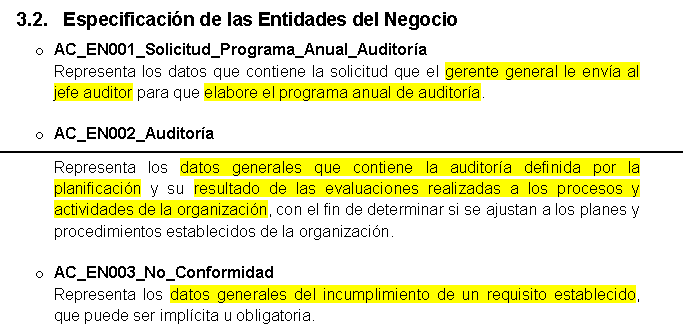 3.2. Especificación de las Entidades del Negocio
o AC_EN001_Solicitud_Programa_Anual_Auditoría
Representa los datos que contiene la solicitud que el gerente general le envía al
jefe auditor para que elabore el programa anual de auditoría.
o AC_EN002_Auditoría
Representa los datos generales que contiene la auditoría definida por la
planificación y su resultado de las evaluaciones realizadas a los procesos y
actividades de la organización, con el fin de determinar si se ajustan a los planes y
procedimientos establecidos de la organización.
o AC_EN003_No_Conformidad
Representa los datos generales del incumplimiento de un requisito establecido,
que puede ser implícita u obligatoria.